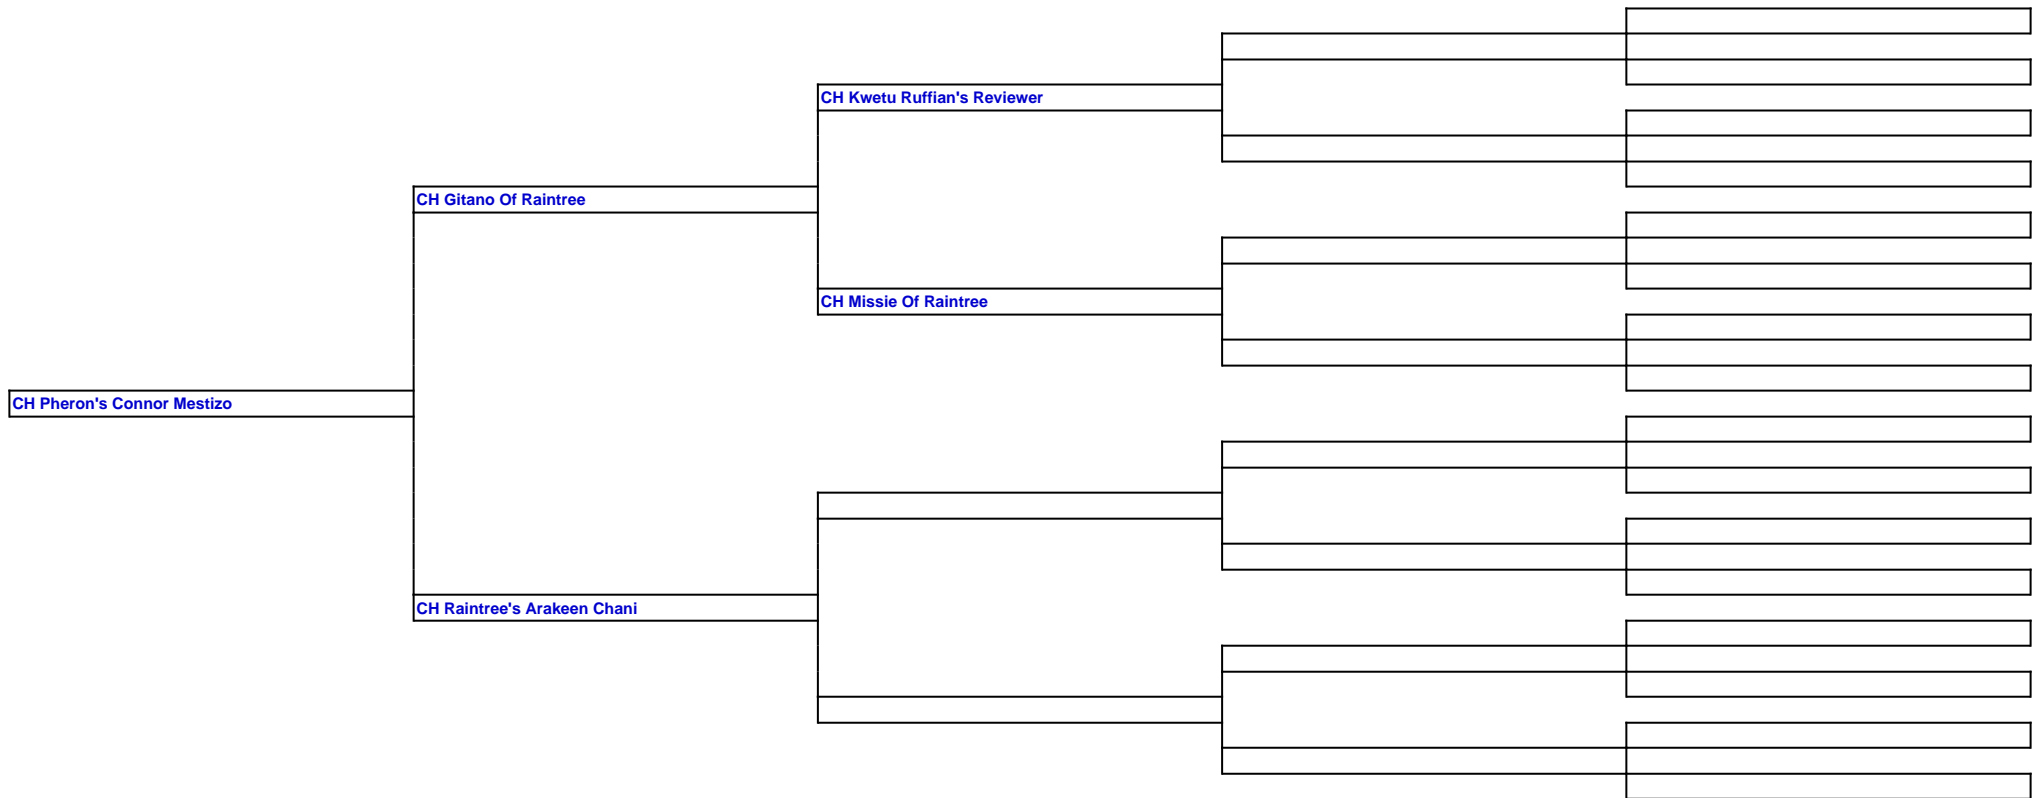 CH Kwetu Ruffian's Reviewer
CH Gitano Of Raintree
CH Missie Of Raintree
CH Pheron's Connor Mestizo
CH Raintree's Arakeen Chani